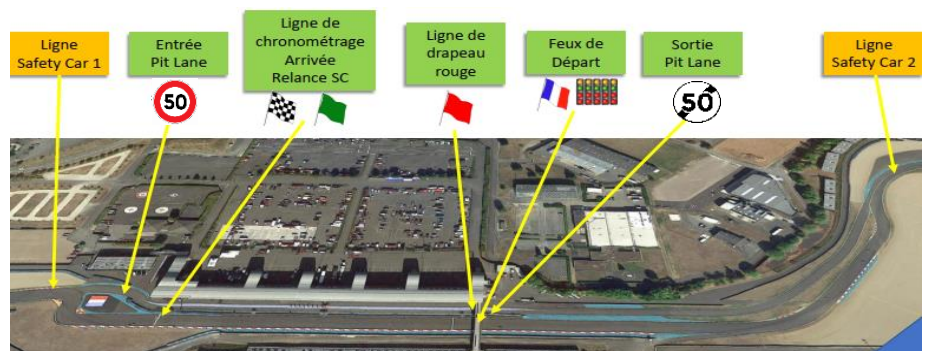 Ligne
Safety Car 1
Entrée
Pit Lane
50
Ligne de
chronométrage
Arrivée
Relance SC
Ligne de
drapeau
rouge
Feux de
Départ
Sortie
Pit Lane
50
Ligne
Safety Car 2